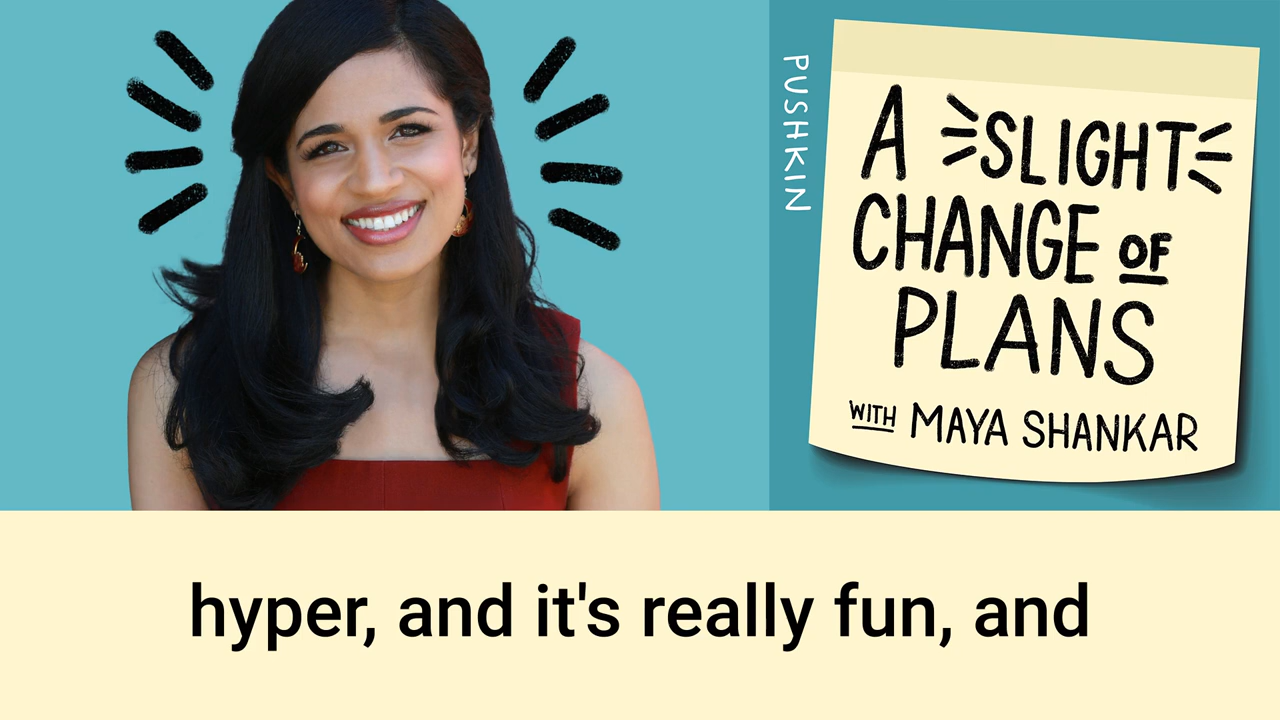 PUSHKIN
A SLIGHT
CHANGE OF
PLANS
WITH MAYA SHANKAR
hyper, and it's really fun, and